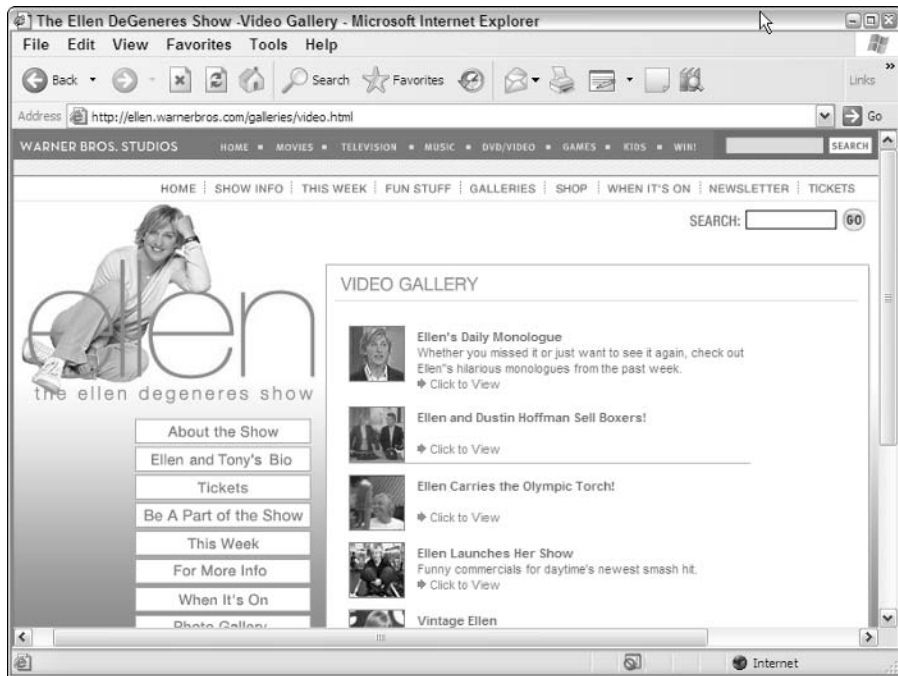 The Ellen DeGeneres Show -Video Gallery - Microsoft Internet Explorer
File Edit View Favorites Tools Help
Back Search Favorites Links »
Address http://ellen.warnerbros.com/galleries/video.html Go
WARNER BROS. STUDIOS HOME ▪ MOVIES ▪ TELEVISION ▪ MUSIC ▪ DVD/VIDEO ▪ GAMES ▪ KIDS ▪ WIN! SEARCH
HOME SHOW INFO THIS WEEK FUN STUFF GALLERIES SHOP WHEN IT'S ON NEWSLETTER TICKETS
SEARCH: GO
ellen
the ellen degeneres show
About the Show
Ellen and Tony's Bio
Tickets
Be A Part of the Show
This Week
For More Info
When It's On
Photo Gallery
VIDEO GALLERY
Ellen's Daily Monologue
Whether you missed it or just want to see it again, check out
Ellen"s hilarious monologues from the past week.
Click to View
Ellen and Dustin Hoffman Sell Boxers!
Click to View
Ellen Carries the Olympic Torch!
Click to View
Ellen Launches Her Show
Funny commercials for daytime's newest smash hit.
Click to View
Vintage Ellen
Internet